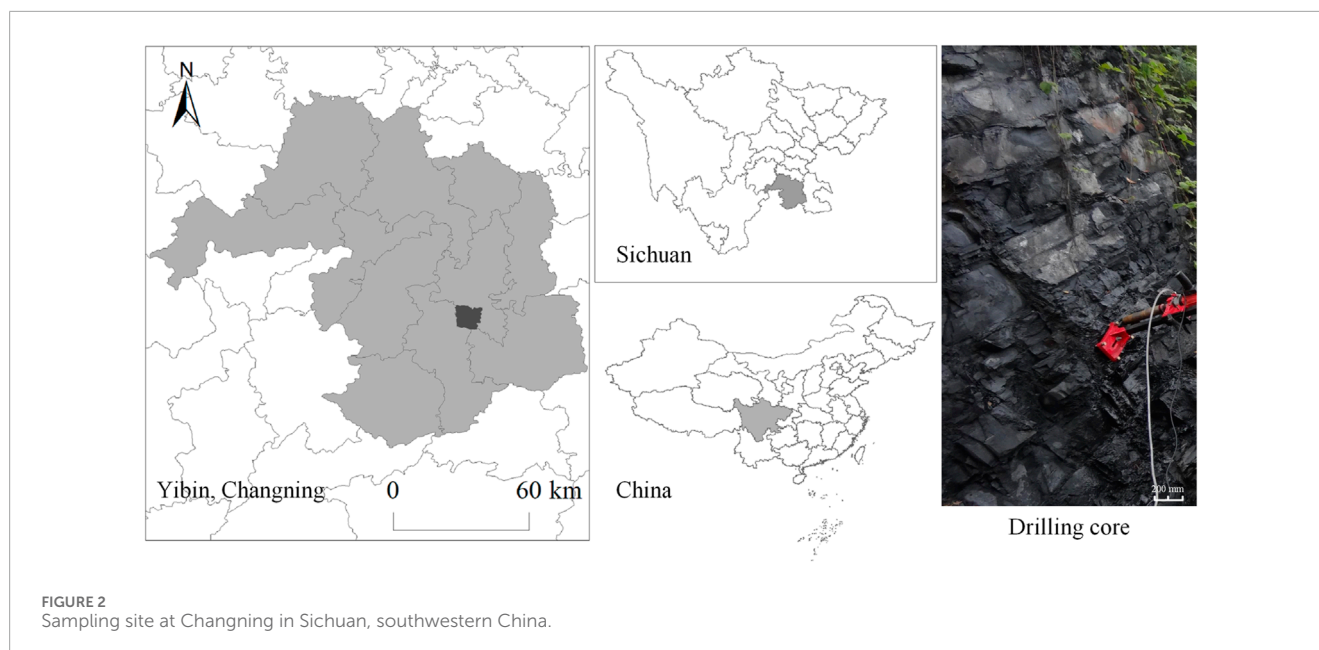 N
Yibin, Changning
0 60 km
Sichuan
China
200 mm
Drilling core
FIGURE 2
Sampling site at Changning in Sichuan, southwestern China.